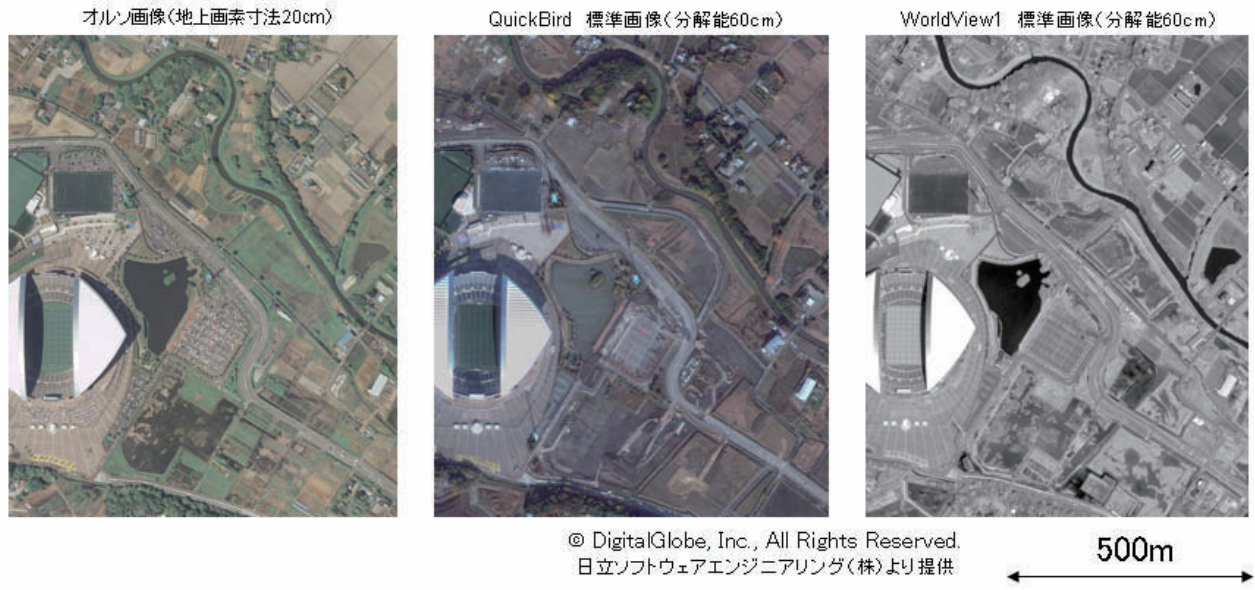 オルソ画像(地上画素寸法20cm)
QuickBird 標準画像(分解能60cm)
WorldView1 標準画像(分解能60cm)
© DigitalGlobe, Inc., All Rights Reserved.
日立ソフトウェアエンジニアリング(株)より提供
500m